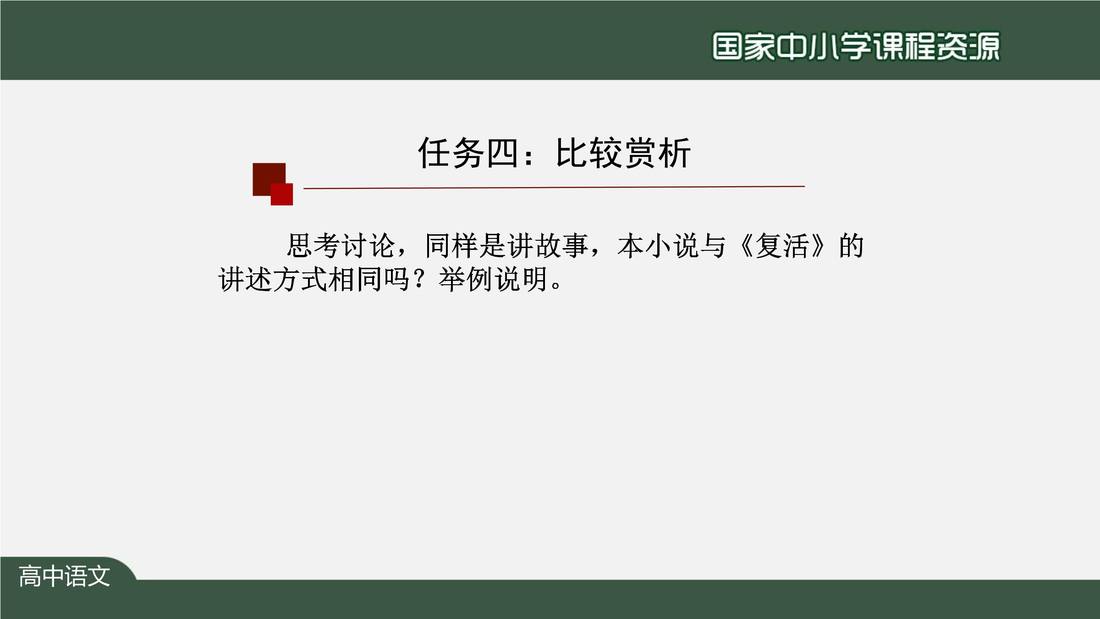 国家中小学课程资源
任务四：比较赏析
思考讨论，同样是讲故事，本小说与《复活》的
讲述方式相同吗？举例说明。
高中语文